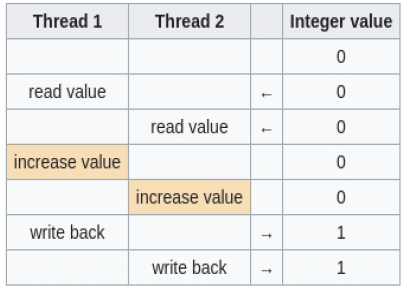 Thread 1 Thread 2 Integer value
0
read value ← 0
read value ← 0
increase value 0
increase value 0
write back → 1
write back → 1